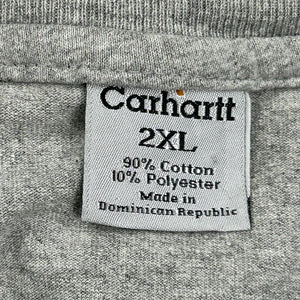 Carhartt
2XL
90% Cotton
10% Polyester
Made in
Dominican Republic